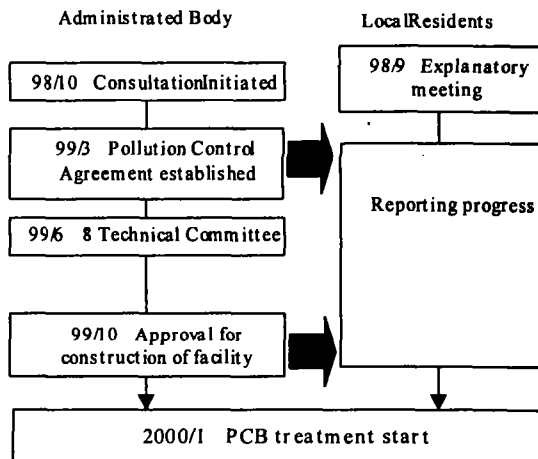 Administrated Body
LocalResidents
98/10 ConsultationInitiated
98/9 Explanatory
meeting
99/3 Pollution Control
Agreement established
Reporting progress
99/6 8 Technical Committee
99/10 Approval for
construction of facility
2000/1 PCB treatment start